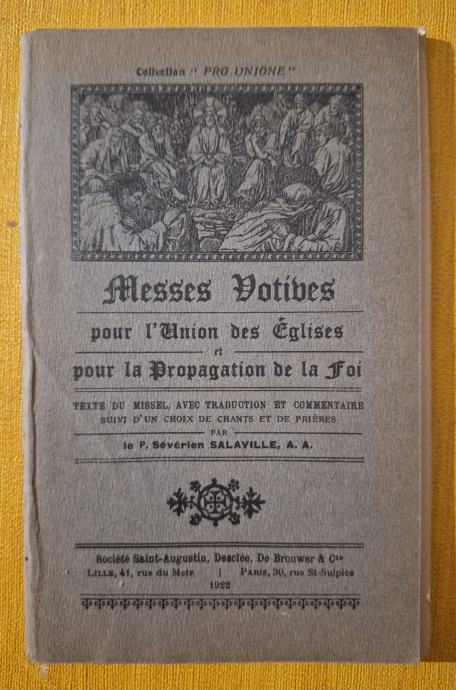 Collection "PRO UNIONE"
Messes Votives
pour l'Union des Églises
et
pour la Propagation de la Foi
TEXTE DU MISSEL, AVEC TRADUCTION ET COMMENTAIRE
SUIVI D'UN CHOIX DE CHANTS ET DE PRIÈRES
PAR
le P. Sévérien SALAVILLE, A. A.
Société Saint-Augustin, Desclée, De Brouwer & Cie
LILLE, 41, rue du Metz | PARIS, 30, rue St-Sulpice
1922